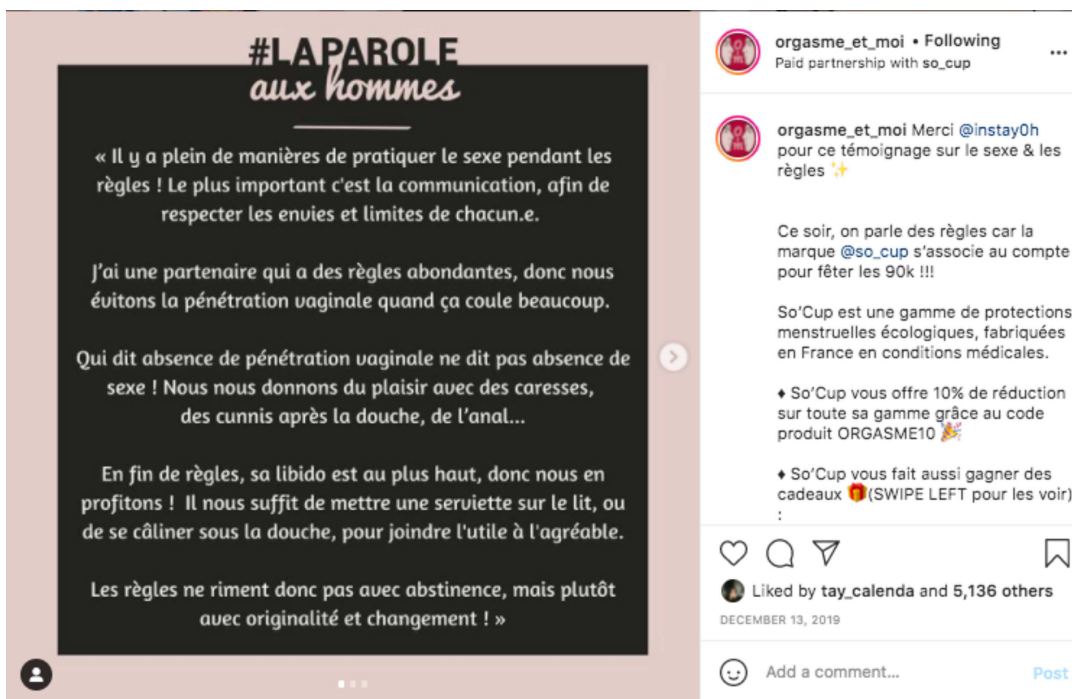 #LAPAROLE
aux hommes
« Il y a plein de manières de pratiquer le sexe pendant les
règles ! Le plus important c'est la communication, afin de
respecter les envies et limites de chacun.e.
J'ai une partenaire qui a des règles abondantes, donc nous
évitons la pénétration vaginale quand ça coule beaucoup.
Qui dit absence de pénétration vaginale ne dit pas absence de
sexe ! Nous nous donnons du plaisir avec des caresses,
des cunnis après la douche, de l'anal...
En fin de règles, sa libido est au plus haut, donc nous en
profitons ! Il nous suffit de mettre une serviette sur le lit, ou
de se câliner sous la douche, pour joindre l'utile à l'agréable.
Les règles ne riment donc pas avec abstinence, mais plutôt
avec originalité et changement ! »
orgasme_et_moi • Following
Paid partnership with so_cup
orgasme_et_moi Merci @instay0h
pour ce témoignage sur le sexe & les
règles ✨
Ce soir, on parle des règles car la
marque @so_cup s'associe au compte
pour fêter les 90k !!!
So'Cup est une gamme de protections
menstruelles écologiques, fabriquées
en France en conditions médicales.
♦ So'Cup vous offre 10% de réduction
sur toute sa gamme grâce au code
produit ORGASME10 🎉
♦ So'Cup vous fait aussi gagner des
cadeaux 🎁(SWIPE LEFT pour les voir)
:
Liked by tay_calenda and 5,136 others
DECEMBER 13, 2019
Add a comment... Post